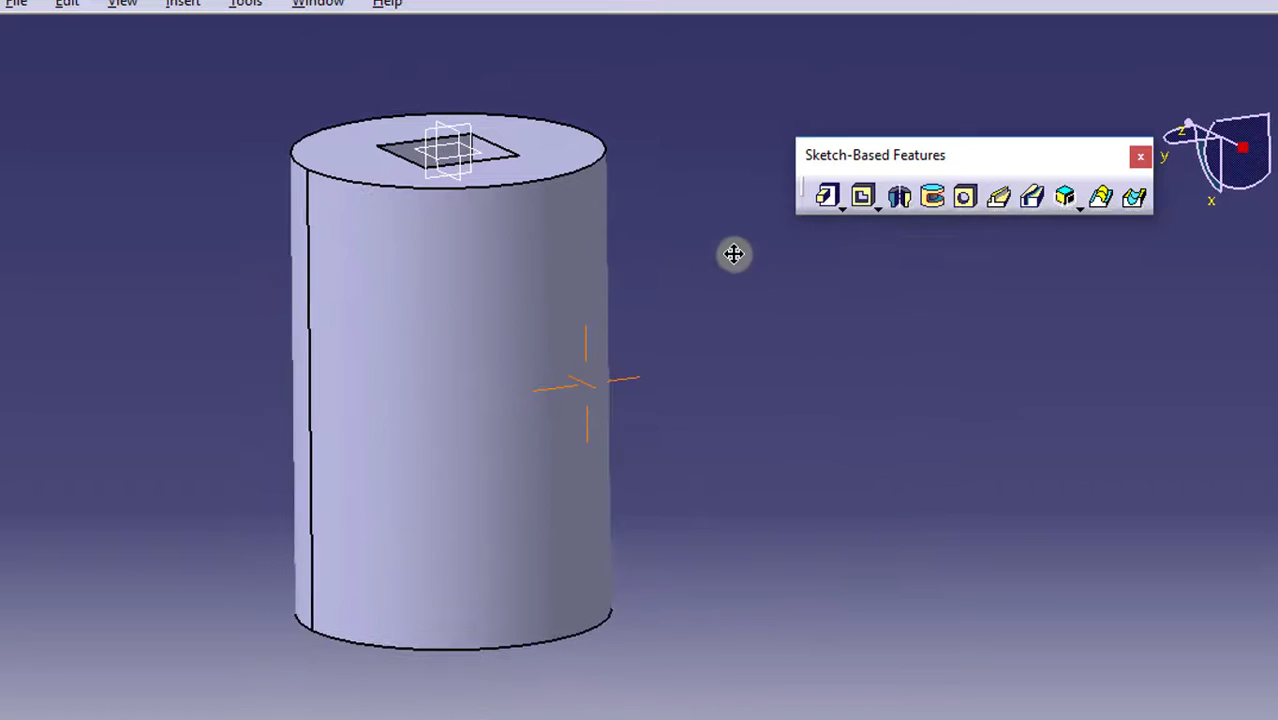 File Edit View Insert Tools Window Help
Sketch-Based Features
x
z
y
x